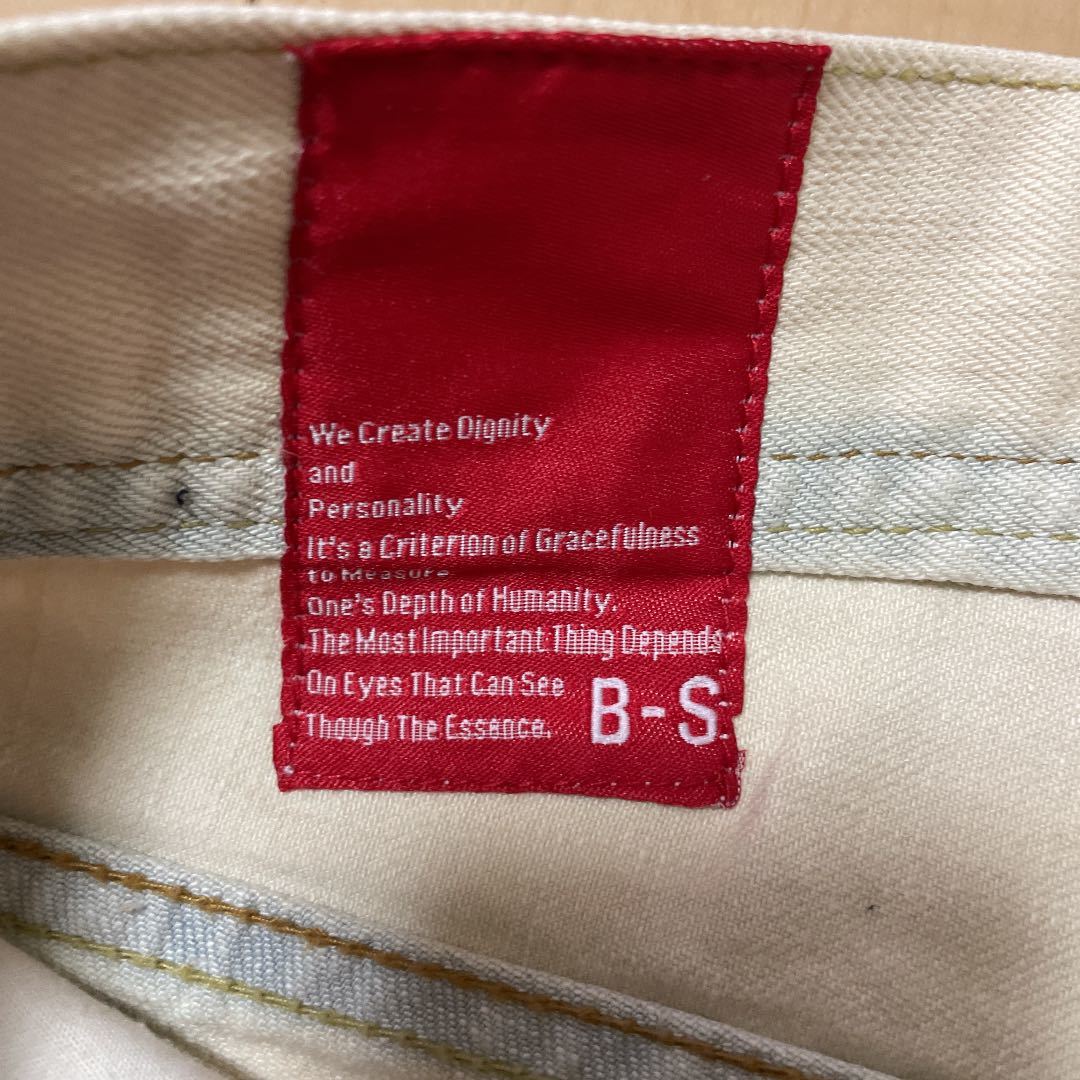 We Create Dignity
and
Personality
It's a Criterion of Gracefulness
to Measure
One's Depth of Humanity.
The Most Important Thing Depends
On Eyes That Can See
Though The Essence.
B-S